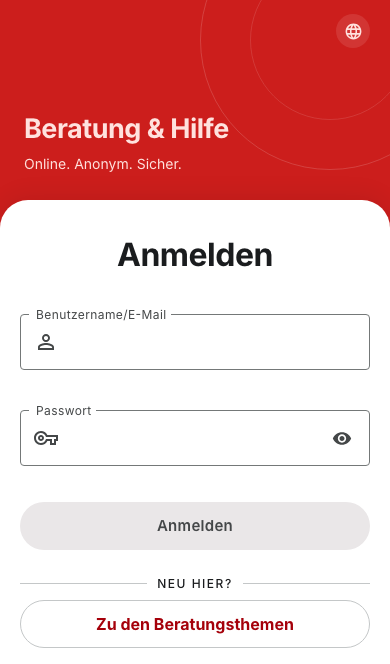 Beratung & Hilfe
Online. Anonym. Sicher.
Anmelden
Benutzername/E-Mail
Passwort
Anmelden
NEU HIER?
Zu den Beratungsthemen